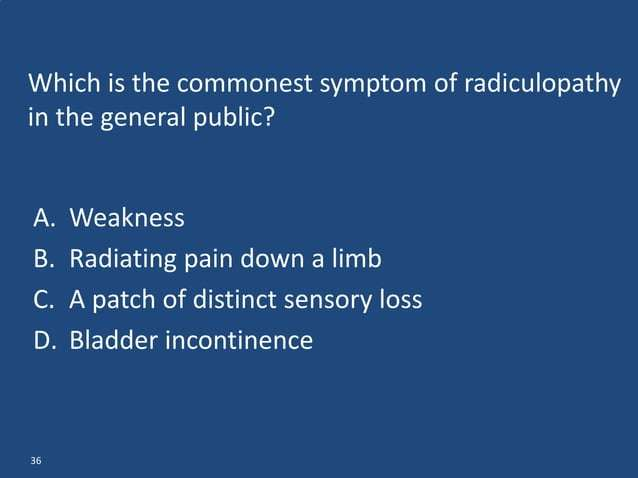 Which is the commonest symptom of radiculopathy
in the general public?
A. Weakness
B. Radiating pain down a limb
C. A patch of distinct sensory loss
D. Bladder incontinence
36